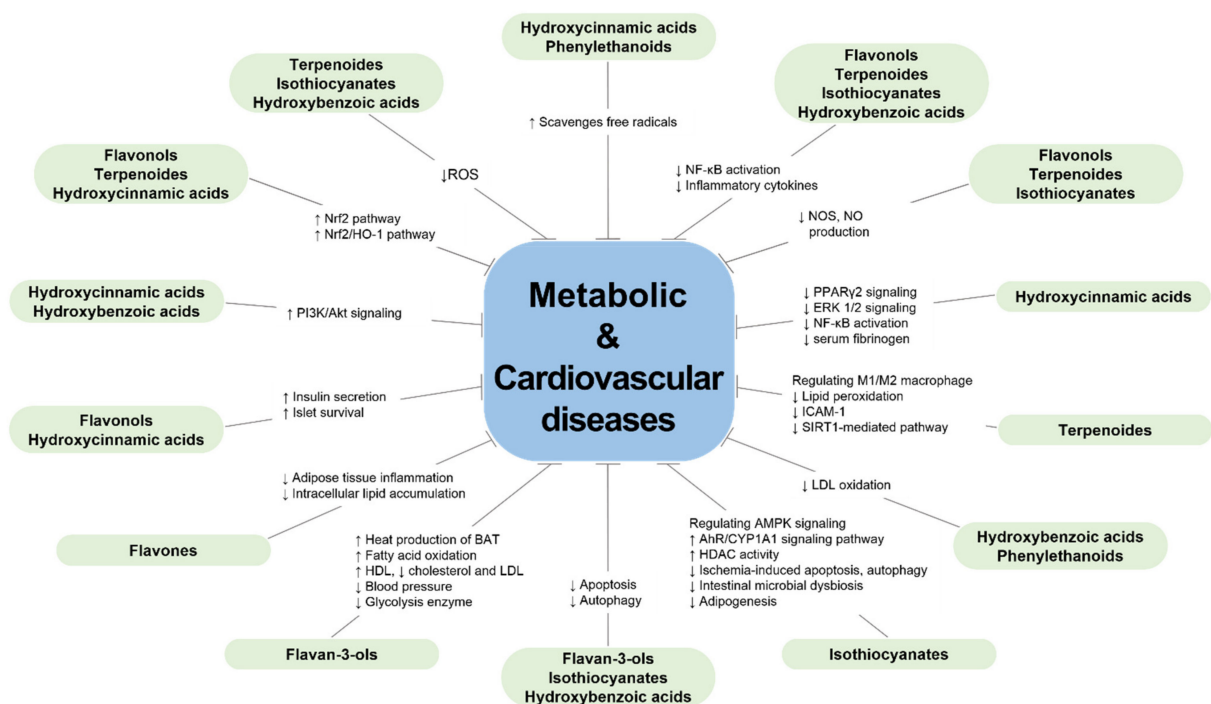 Hydroxycinnamic acids
Phenylethanoids
↑ Scavenges free radicals
Flavonols
Terpenoides
Isothiocyanates
Hydroxybenzoic acids
↓ NF-κB activation
↓ Inflammatory cytokines
Flavonols
Terpenoides
Isothiocyanates
↓ NOS, NO
production
Hydroxycinnamic acids
↓ PPARγ2 signaling
↓ ERK 1/2 signaling
↓ NF-κB activation
↓ serum fibrinogen
Regulating M1/M2 macrophage
↓ Lipid peroxidation
↓ ICAM-1
↓ SIRT1-mediated pathway
Terpenoides
↓ LDL oxidation
Hydroxybenzoic acids
Phenylethanoids
Regulating AMPK signaling
↑ AhR/CYP1A1 signaling pathway
↑ HDAC activity
↓ Ischemia-induced apoptosis, autophagy
↓ Intestinal microbial dysbiosis
↓ Adipogenesis
Isothiocyanates
↓ Apoptosis
↓ Autophagy
Flavan-3-ols
Isothiocyanates
Hydroxybenzoic acids
↑ Heat production of BAT
↑ Fatty acid oxidation
↑ HDL, ↓ cholesterol and LDL
↓ Blood pressure
↓ Glycolysis enzyme
Flavan-3-ols
↓ Adipose tissue inflammation
↓ Intracellular lipid accumulation
Flavones
↑ Insulin secretion
↑ Islet survival
Flavonols
Hydroxycinnamic acids
Hydroxycinnamic acids
Hydroxybenzoic acids
↑ PI3K/Akt signaling
Flavonols
Terpenoides
Hydroxycinnamic acids
↑ Nrf2 pathway
↑ Nrf2/HO-1 pathway
Terpenoides
Isothiocyanates
Hydroxybenzoic acids
↓ROS
Metabolic
&
Cardiovascular
diseases